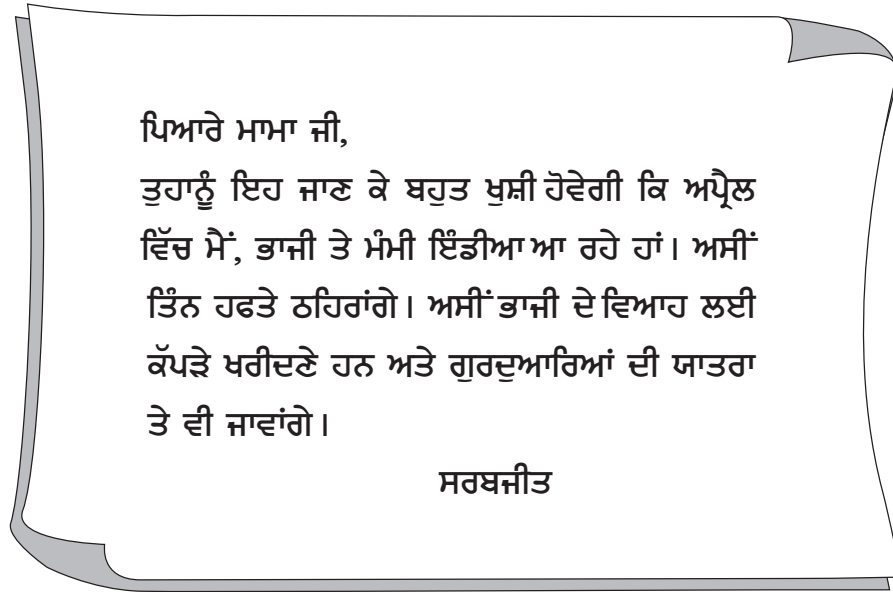 ਪਿਆਰੇ ਮਾਮਾ ਜੀ,
ਤੁਹਾਨੂੰ ਇਹ ਜਾਣ ਕੇ ਬਹੁਤ ਖੁਸ਼ੀ ਹੋਵੇਗੀ ਕਿ ਅਪ੍ਰੈਲ
ਵਿੱਚ ਮੈਂ, ਭਾਜੀ ਤੇ ਮੰਮੀ ਇੰਡੀਆ ਆ ਰਹੇ ਹਾਂ। ਅਸੀਂ
ਤਿੰਨ ਹਫਤੇ ਠਹਿਰਾਂਗੇ। ਅਸੀਂ ਭਾਜੀ ਦੇ ਵਿਆਹ ਲਈ
ਕੱਪੜੇ ਖਰੀਦਣੇ ਹਨ ਅਤੇ ਗੁਰਦੁਆਰਿਆਂ ਦੀ ਯਾਤਰਾ
ਤੇ ਵੀ ਜਾਵਾਂਗੇ।
ਸਰਬਜੀਤ